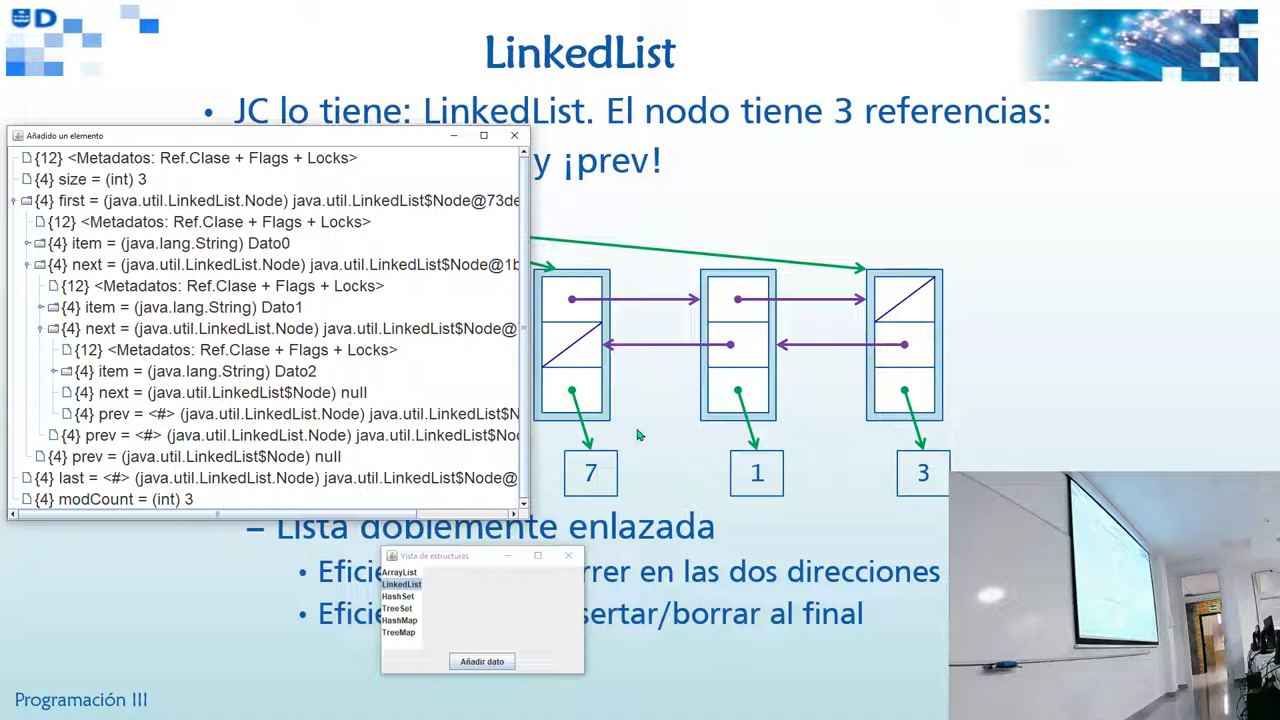 D
LinkedList
• JC lo tiene: LinkedList. El nodo tiene 3 referencias:
y ¡prev!
Añadido un elemento
{12} <Metadatos: Ref.Clase + Flags + Locks>
{4} size = (int) 3
{4} first = (java.util.LinkedList.Node) java.util.LinkedList$Node@73de
{12} <Metadatos: Ref.Clase + Flags + Locks>
{4} item = (java.lang.String) Dato0
{4} next = (java.util.LinkedList.Node) java.util.LinkedList$Node@1b
{12} <Metadatos: Ref.Clase + Flags + Locks>
{4} item = (java.lang.String) Dato1
{4} next = (java.util.LinkedList.Node) java.util.LinkedList$Node@
{12} <Metadatos: Ref.Clase + Flags + Locks>
{4} item = (java.lang.String) Dato2
{4} next = (java.util.LinkedList$Node) null
{4} prev = <#> (java.util.LinkedList.Node) java.util.LinkedList$N
{4} prev = <#> (java.util.LinkedList.Node) java.util.LinkedList$No
{4} prev = (java.util.LinkedList$Node) null
{4} last = <#> (java.util.LinkedList.Node) java.util.LinkedList$Node@
{4} modCount = (int) 3
7 1 3
– Lista doblemente enlazada
• Eficie rrer en las dos direcciones
• Eficie sertar/borrar al final
Vista de estructuras
ArrayList
LinkedList
HashSet
TreeSet
HashMap
TreeMap
Añadir dato
Programación III